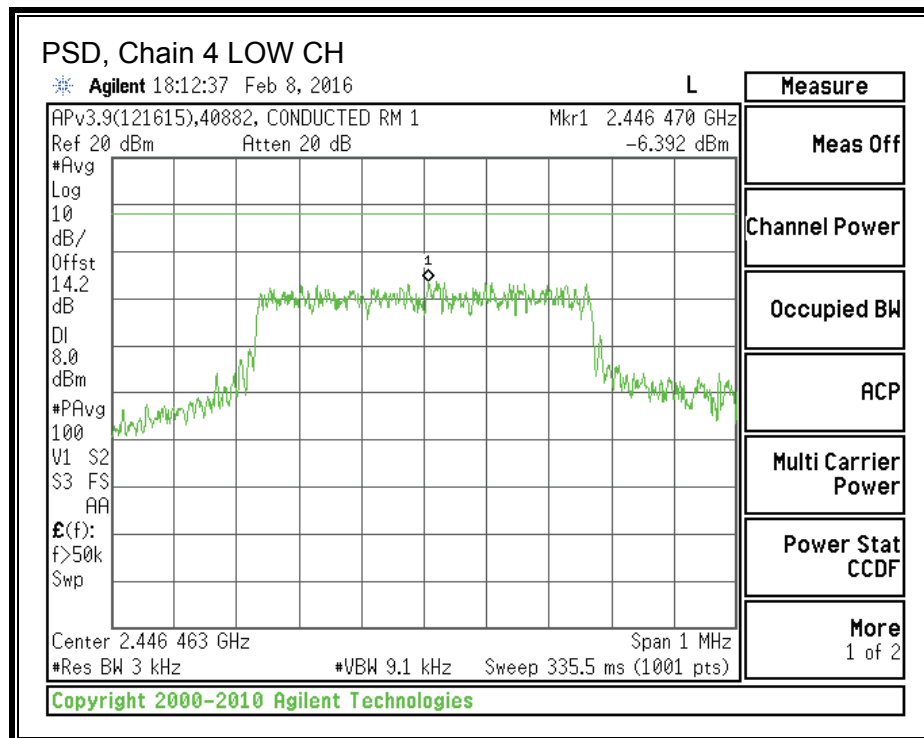 PSD, Chain 4 LOW CH
Agilent 18:12:37 Feb 8, 2016 L
Measure
APv3.9(121615),40882, CONDUCTED RM 1 Mkr1 2.446 470 GHz
Ref 20 dBm Atten 20 dB -6.392 dBm
Meas Off
#Avg
Log
10
dB/
Offst
14.2
dB
DI
8.0
dBm
#PAvg
100
V1 S2
S3 FS
AA
£(f):
f>50k
Swp
1
Channel Power
Occupied BW
ACP
Multi Carrier
Power
Power Stat
CCDF
More
1 of 2
Center 2.446 463 GHz Span 1 MHz
#Res BW 3 kHz #VBW 9.1 kHz Sweep 335.5 ms (1001 pts)
Copyright 2000-2010 Agilent Technologies